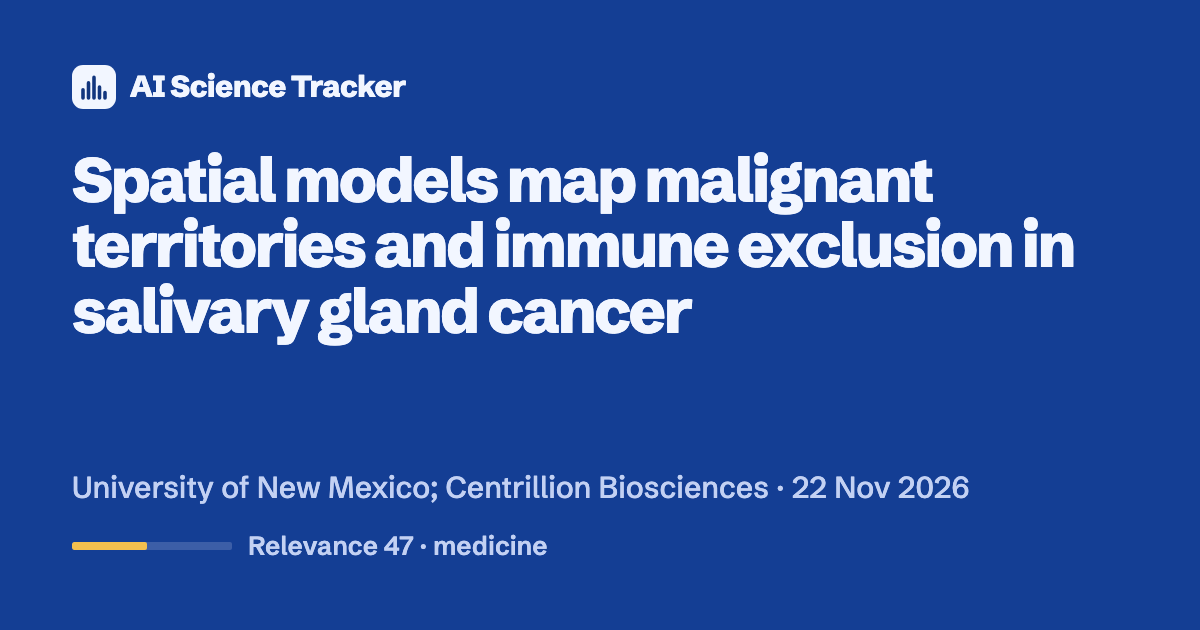 AI Science Tracker
Spatial models map malignant
territories and immune exclusion in
salivary gland cancer
University of New Mexico; Centrillion Biosciences · 22 Nov 2026
Relevance 47 · medicine